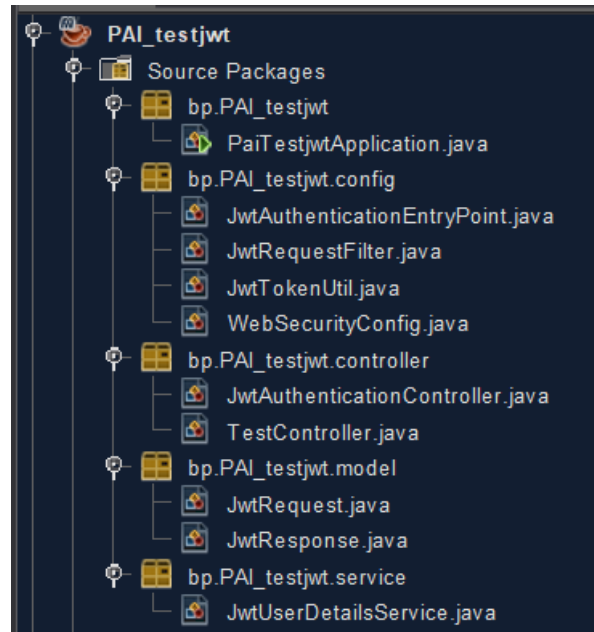 PAI_testjwt
Source Packages
bp.PAI_testjwt
PaiTestjwtApplication.java
bp.PAI_testjwt.config
JwtAuthenticationEntryPoint.java
JwtRequestFilter.java
JwtTokenUtil.java
WebSecurityConfig.java
bp.PAI_testjwt.controller
JwtAuthenticationController.java
TestController.java
bp.PAI_testjwt.model
JwtRequest.java
JwtResponse.java
bp.PAI_testjwt.service
JwtUserDetailsService.java